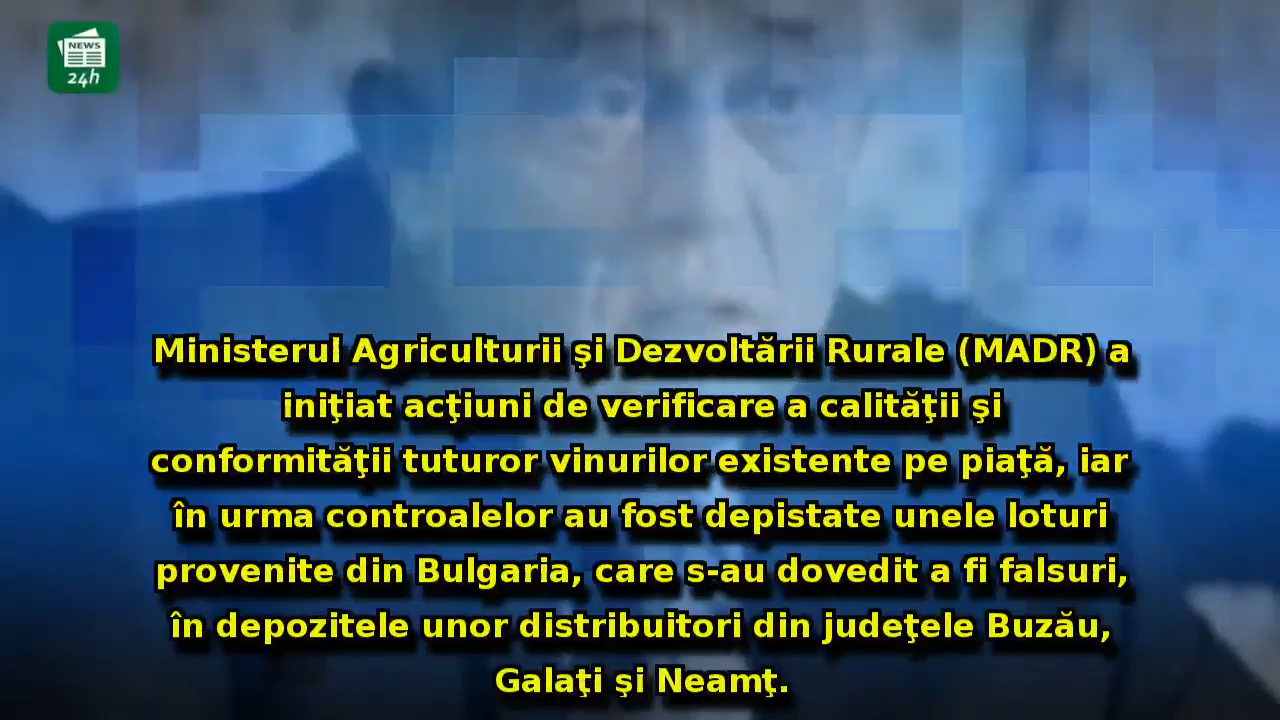 NEWS
24h
Ministerul Agriculturii şi Dezvoltării Rurale (MADR) a
iniţiat acţiuni de verificare a calităţii şi
conformităţii tuturor vinurilor existente pe piaţă, iar
în urma controalelor au fost depistate unele loturi
provenite din Bulgaria, care s-au dovedit a fi falsuri,
în depozitele unor distribuitori din judeţele Buzău,
Galaţi şi Neamţ.